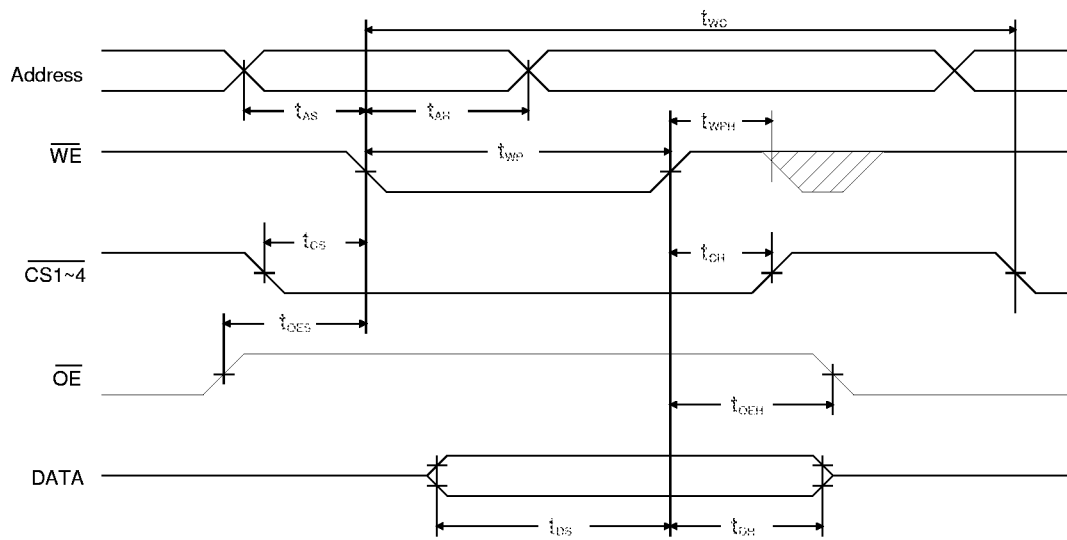 tWC
Address
tAS
tAH
tWPH
WE
tWP
tCS
tCH
CS1~4
tOES
OE
tOEH
DATA
tDS
tDH